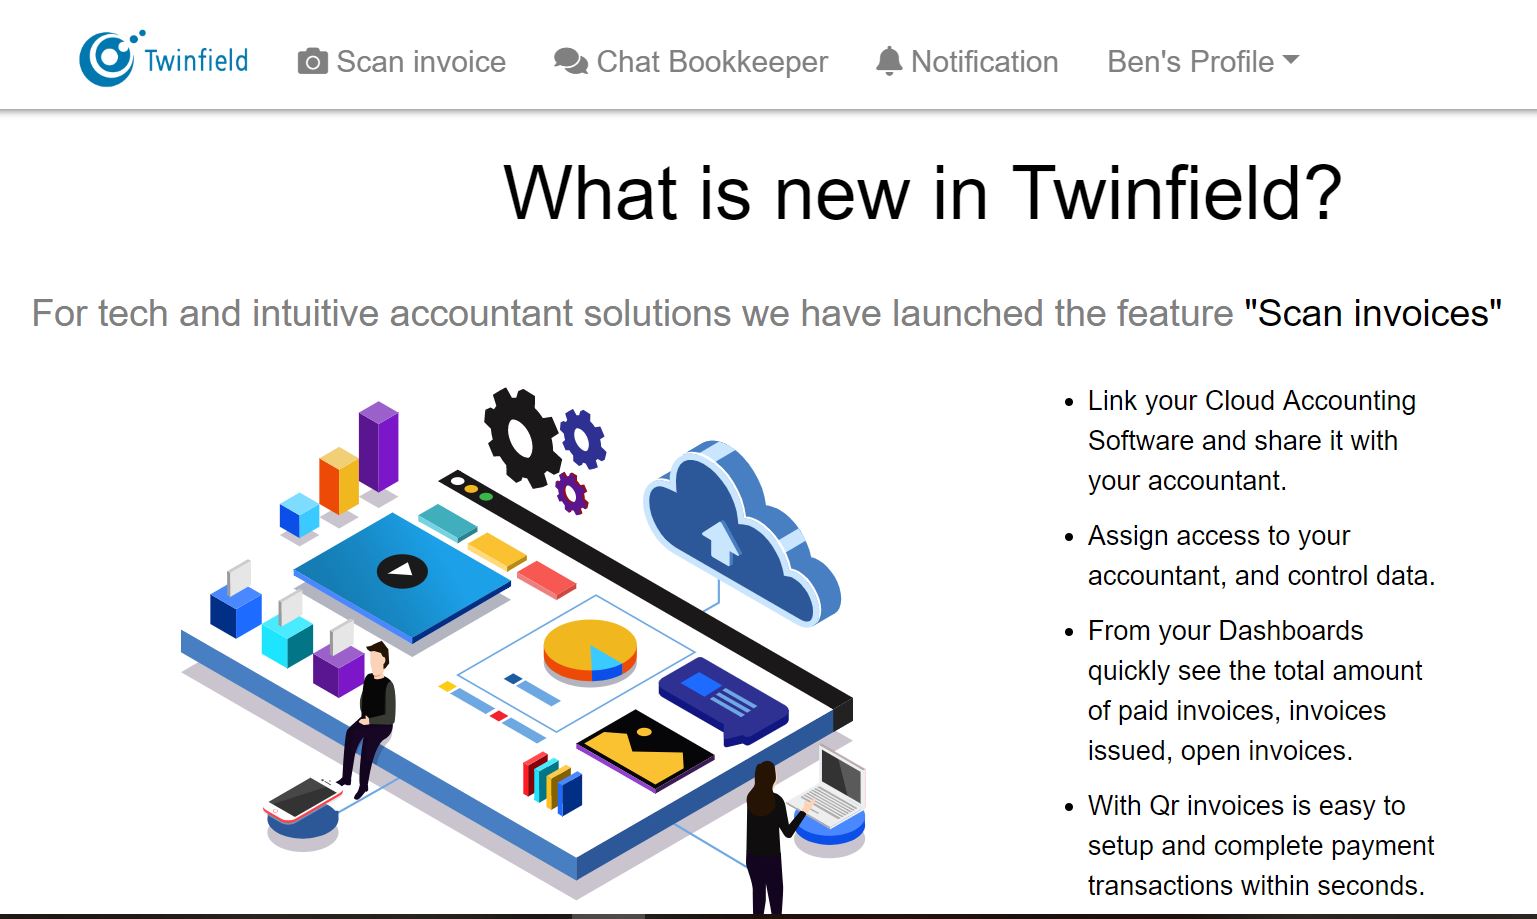 Twinfield
Scan invoice
Chat Bookkeeper
Notification
Ben's Profile
What is new in Twinfield?
For tech and intuitive accountant solutions we have launched the feature "Scan invoices"
Link your Cloud Accounting
Software and share it with
your accountant.
Assign access to your
accountant, and control data.
From your Dashboards
quickly see the total amount
of paid invoices, invoices
issued, open invoices.
With Qr invoices is easy to
setup and complete payment
transactions within seconds.